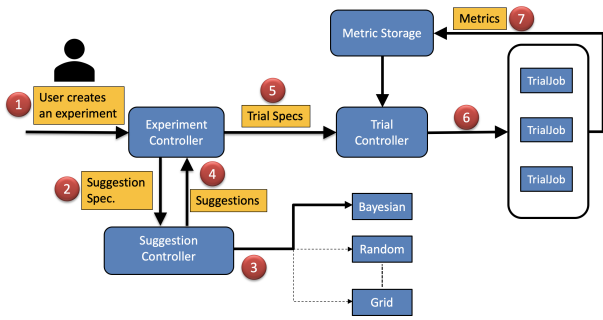 Metrics
7
Metric Storage
1
User creates
an experiment
5
Trial Specs
TrialJob
Experiment
Controller
Trial
Controller
6
TrialJob
2
Suggestion
Spec.
4
Suggestions
TrialJob
Bayesian
Suggestion
Controller
3
Random
Grid